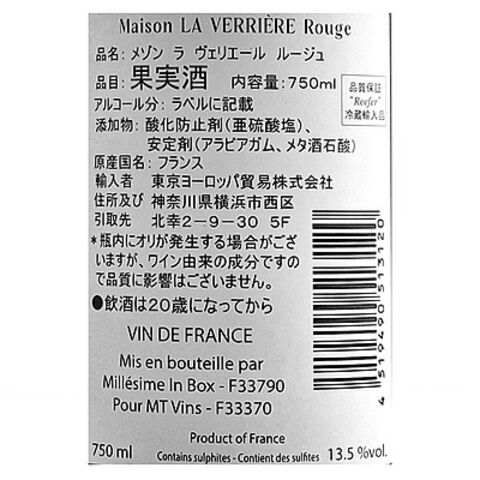 Maison LA VERRIÈRE Rouge
品名: メゾン ラ ヴェリエール ルージュ
品目: 果実酒 内容量:750ml
アルコール分: ラベルに記載
品質保証
"Reefer"
冷蔵輸入品
添加物: 酸化防止剤(亜硫酸塩)、
安定剤(アラビアガム、メタ酒石酸)
原産国名: フランス
輸入者 東京ヨーロッパ貿易株式会社
住所及び 神奈川県横浜市西区
引取先 北幸2-9-30 5F
*瓶内にオリが発生する場合がござ
いますが、ワイン由来の成分ですの
で品質に影響はございません。
●飲酒は20歳になってから
4 519490 513120
VIN DE FRANCE
Mis en bouteille par
Millésime In Box - F33790
Pour MT Vins - F33370
Product of France
750 ml Contains sulphites - Contient des sulfites 13.5 %vol.